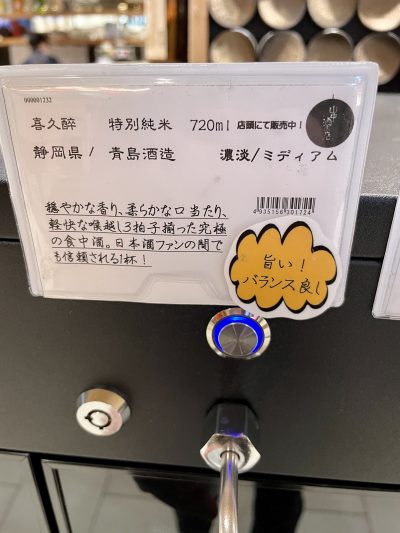 000001232
喜久酔 特別純米 720ml 店頭にて販売中!
静岡県/ 青島酒造 濃淡/ミディアム
穏やかな香り、柔らかな口当たり、
軽快な喉越し3拍子揃った究極
の食中酒。日本酒ファンの間で
も信頼される1杯!
4935156301724
旨い!
バランス良し